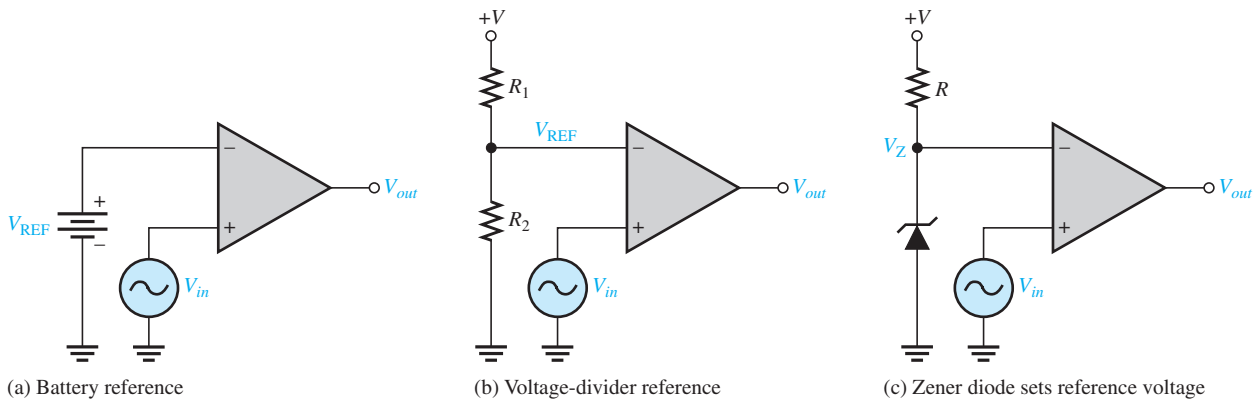 +V
R1
VREF
−
+
R2
Vin
Vout
+V
R
VZ
−
+
Vin
Vout
VREF
+
−
−
+
Vin
Vout
(a) Battery reference
(b) Voltage-divider reference
(c) Zener diode sets reference voltage